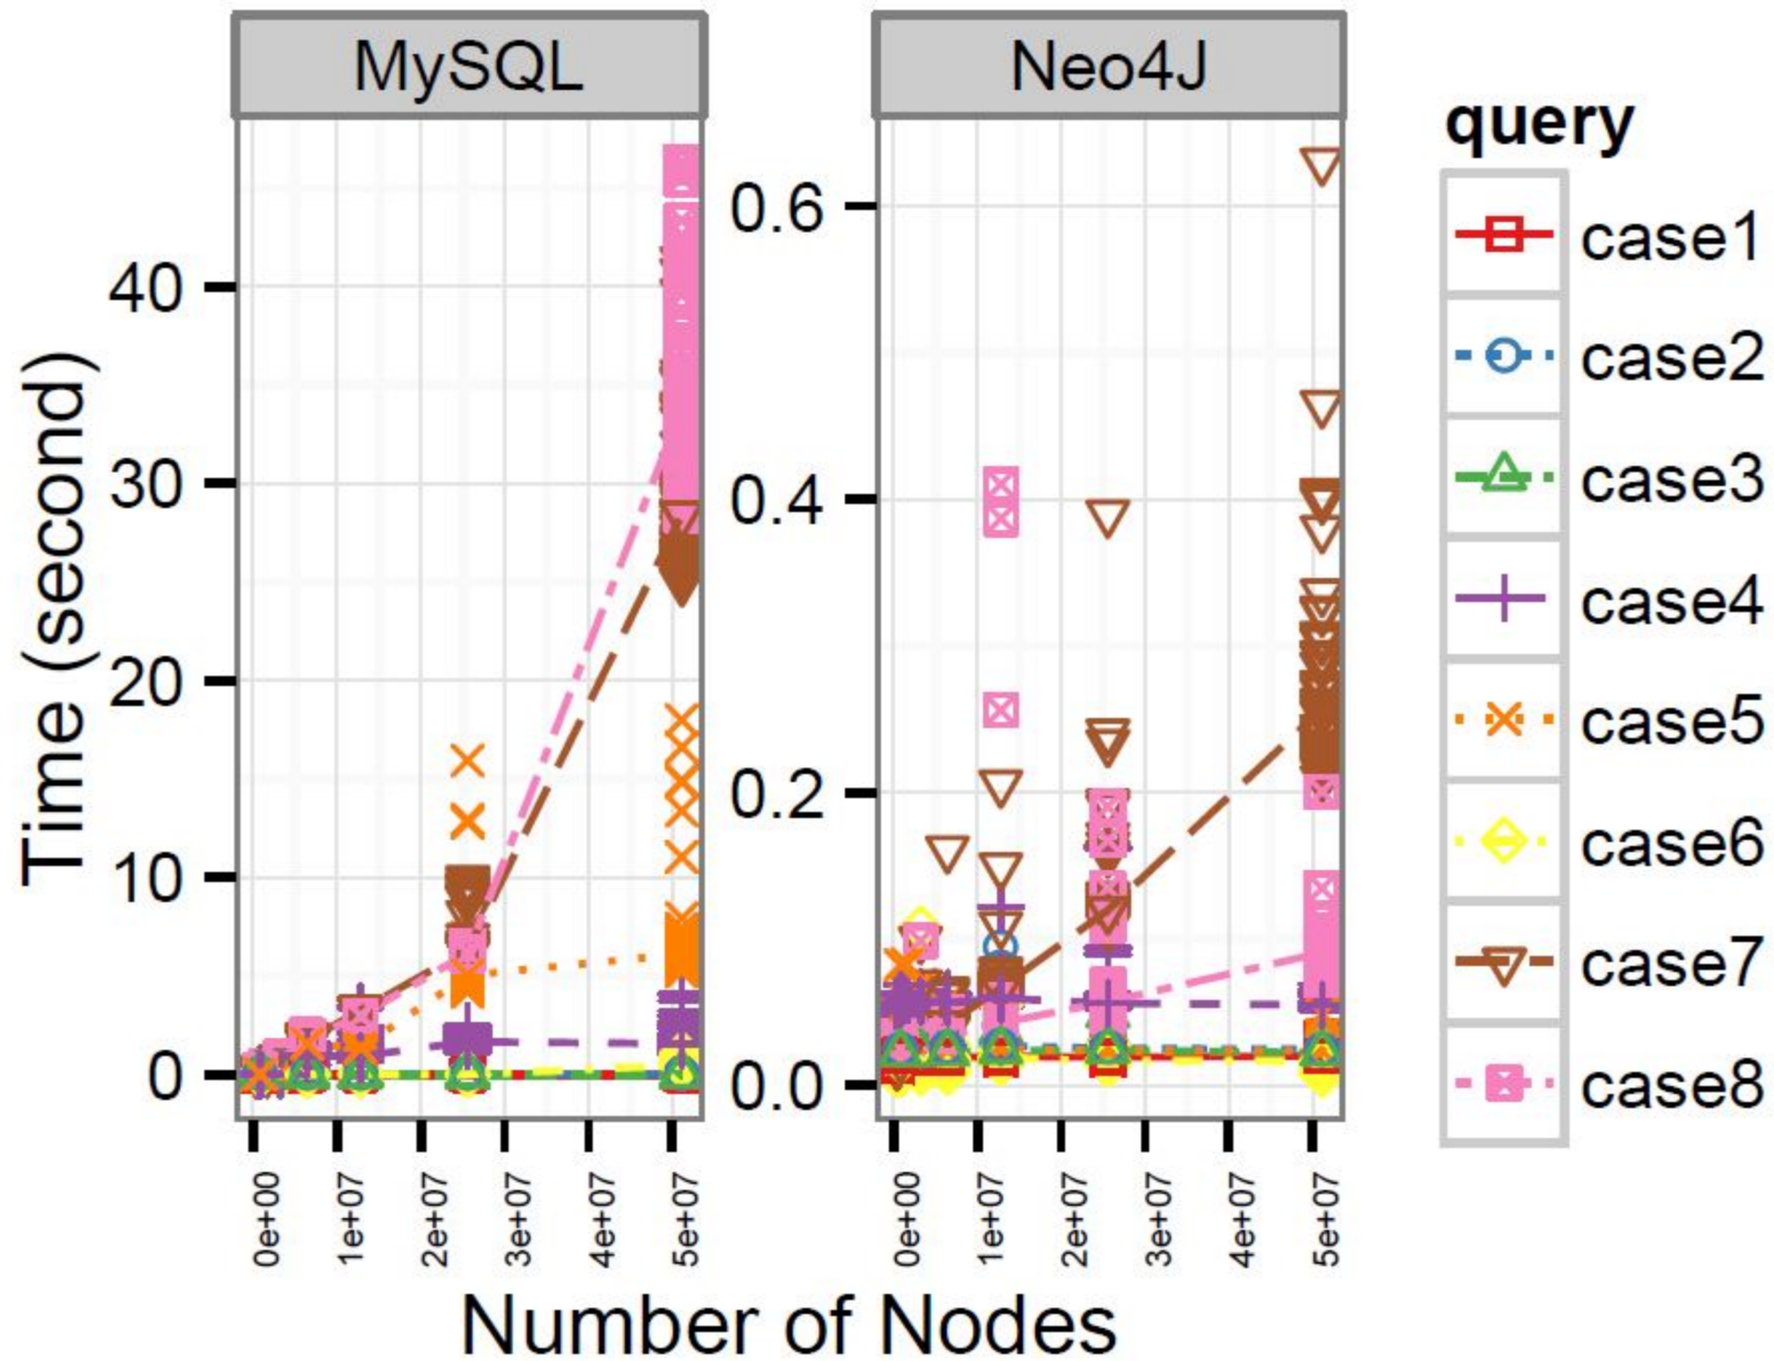 MySQL
Neo4J
query
case1
case2
case3
case4
case5
case6
case7
case8
Time (second)
40
30
20
10
0
0.6
0.4
0.2
0.0
0e+00
1e+07
2e+07
3e+07
4e+07
5e+07
0e+00
1e+07
2e+07
3e+07
4e+07
5e+07
Number of Nodes